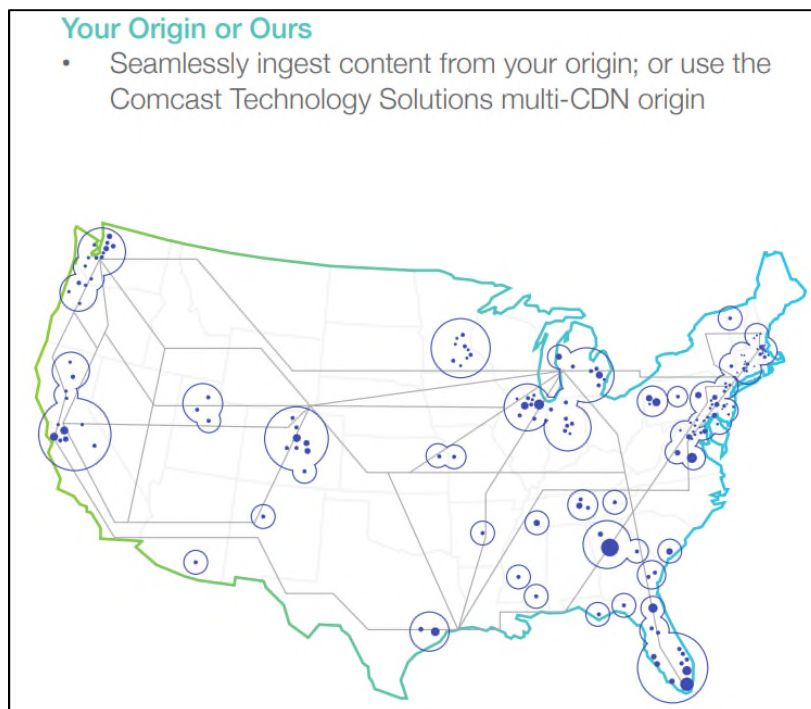 Your Origin or Ours
• Seamlessly ingest content from your origin; or use the
Comcast Technology Solutions multi-CDN origin